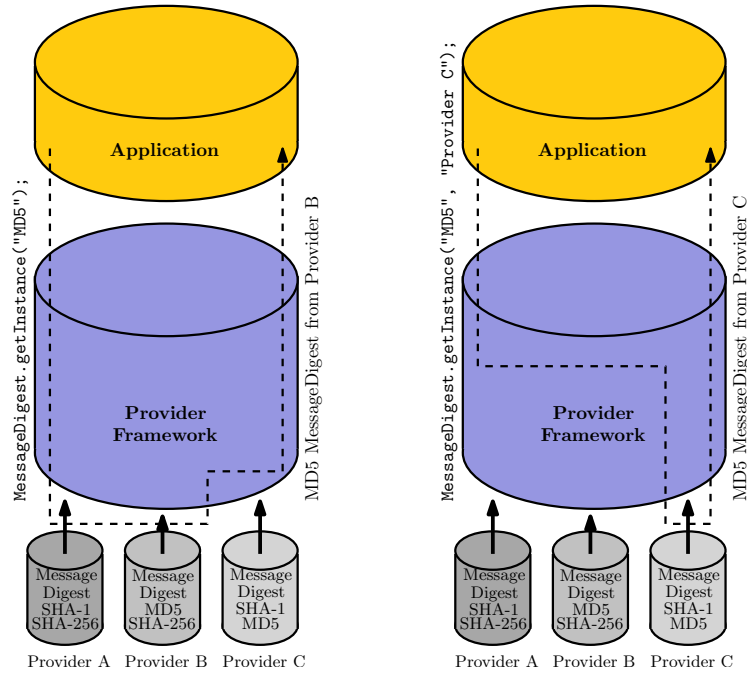 MessageDigest.getInstance("MD5");
Application
Provider
Framework
MD5 MessageDigest from Provider B
Message
Digest
SHA-1
SHA-256
Provider A
Message
Digest
MD5
SHA-256
Provider B
Message
Digest
SHA-1
MD5
Provider C
MessageDigest.getInstance("MD5", "Provider C");
Application
Provider
Framework
MD5 MessageDigest from Provider C
Message
Digest
SHA-1
SHA-256
Provider A
Message
Digest
MD5
SHA-256
Provider B
Message
Digest
SHA-1
MD5
Provider C